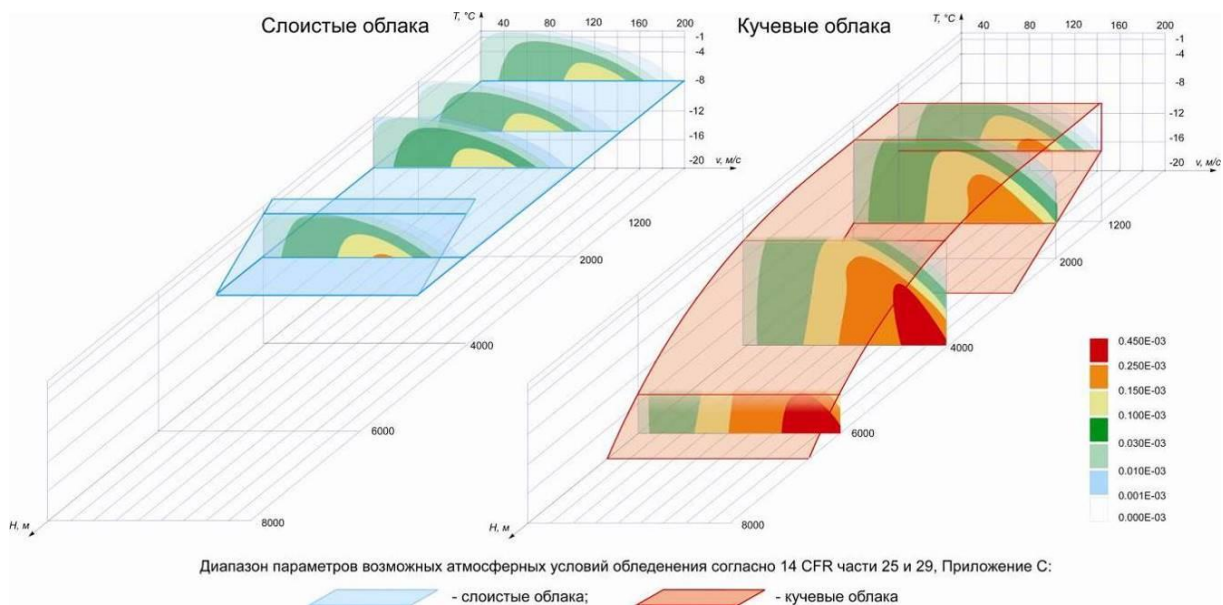 Слоистые облака
T, °C
40 80 120 160 200
-1
-4
-8
-12
-16
-20
v, м/с
1200
2000
4000
6000
8000
H, м
Кучевые облака
T, °C
40 80 120 160 200
-1
-4
-8
-12
-16
-20
v, м/с
1200
2000
4000
6000
8000
H, м
0.450E-03
0.250E-03
0.150E-03
0.100E-03
0.030E-03
0.010E-03
0.001E-03
0.000E-03
Диапазон параметров возможных атмосферных условий обледенения согласно 14 CFR части 25 и 29, Приложение С:
- слоистые облака;
- кучевые облака